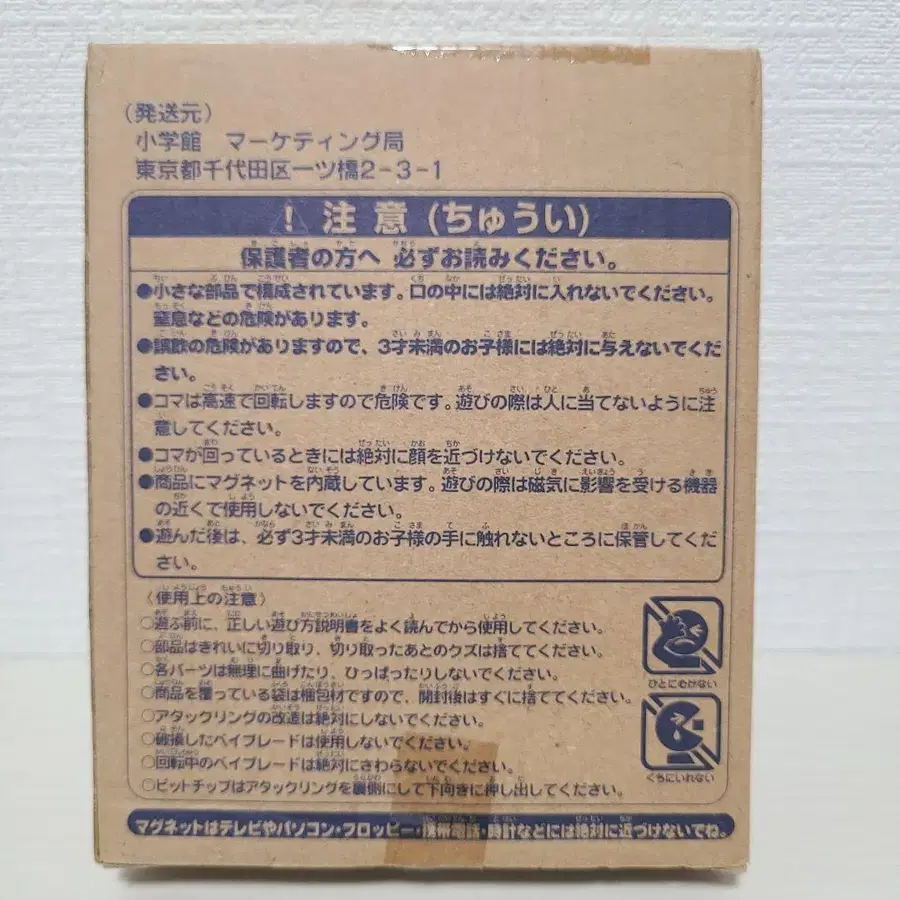 （発送元）
小学館　マーケティング局
東京都千代田区一ツ橋2-3-1
！注意(ちゅうい)
保護者の方へ 必ずお読みください。
●小さな部品で構成されています。口の中には絶対に入れないでください。
窒息などの危険があります。
●誤飲の危険がありますので、3才未満のお子様には絶対に与えないでくだ
さい。
●コマは高速で回転しますので危険です。遊びの際は人に当てないように注
意してください。
●コマが回っているときには絶対に顔を近づけないでください。
●商品にマグネットを内蔵しています。遊びの際は磁気に影響を受ける機器
の近くで使用しないでください。
●遊んだ後は、必ず3才未満のお子様の手に触れないところに保管してくだ
さい。
〈使用上の注意〉
○遊ぶ前に、正しい遊び方説明書をよく読んでから使用してください。
○部品はきれいに切り取り、切り取ったあとのクズは捨ててください。
○各パーツは無理に曲げたり、ひっぱったりしないでください。
○商品を覆っている袋は梱包材ですので、開封後はすぐに捨ててください。
○アタックリングの改造は絶対にしないでください。
○破損したベイブレードは使用しないでください。
○回転中のベイブレードは絶対にさわらないでください。
○ビットチップはアタックリングを裏側にして下向きに押し出してください。
ひとにむけない
くちにいれない
マグネットはテレビやパソコン・フロッピー・携帯電話・時計などには絶対に近づけないでね。